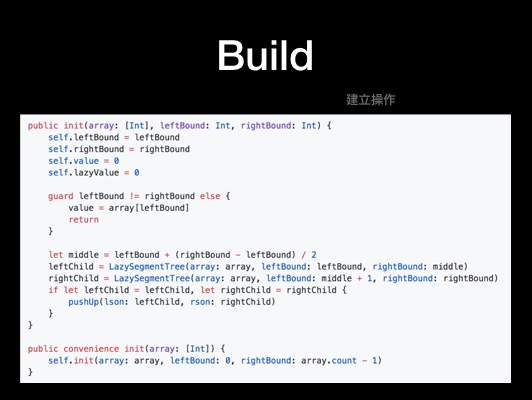 Build
建立操作
public init(array: [Int], leftBound: Int, rightBound: Int) {
    self.leftBound = leftBound
    self.rightBound = rightBound
    self.value = 0
    self.lazyValue = 0

    guard leftBound != rightBound else {
        value = array[leftBound]
        return
    }

    let middle = leftBound + (rightBound - leftBound) / 2
    leftChild = LazySegmentTree(array: array, leftBound: leftBound, rightBound: middle)
    rightChild = LazySegmentTree(array: array, leftBound: middle + 1, rightBound: rightBound)
    if let leftChild = leftChild, let rightChild = rightChild {
        pushUp(lson: leftChild, rson: rightChild)
    }
}

public convenience init(array: [Int]) {
    self.init(array: array, leftBound: 0, rightBound: array.count - 1)
}